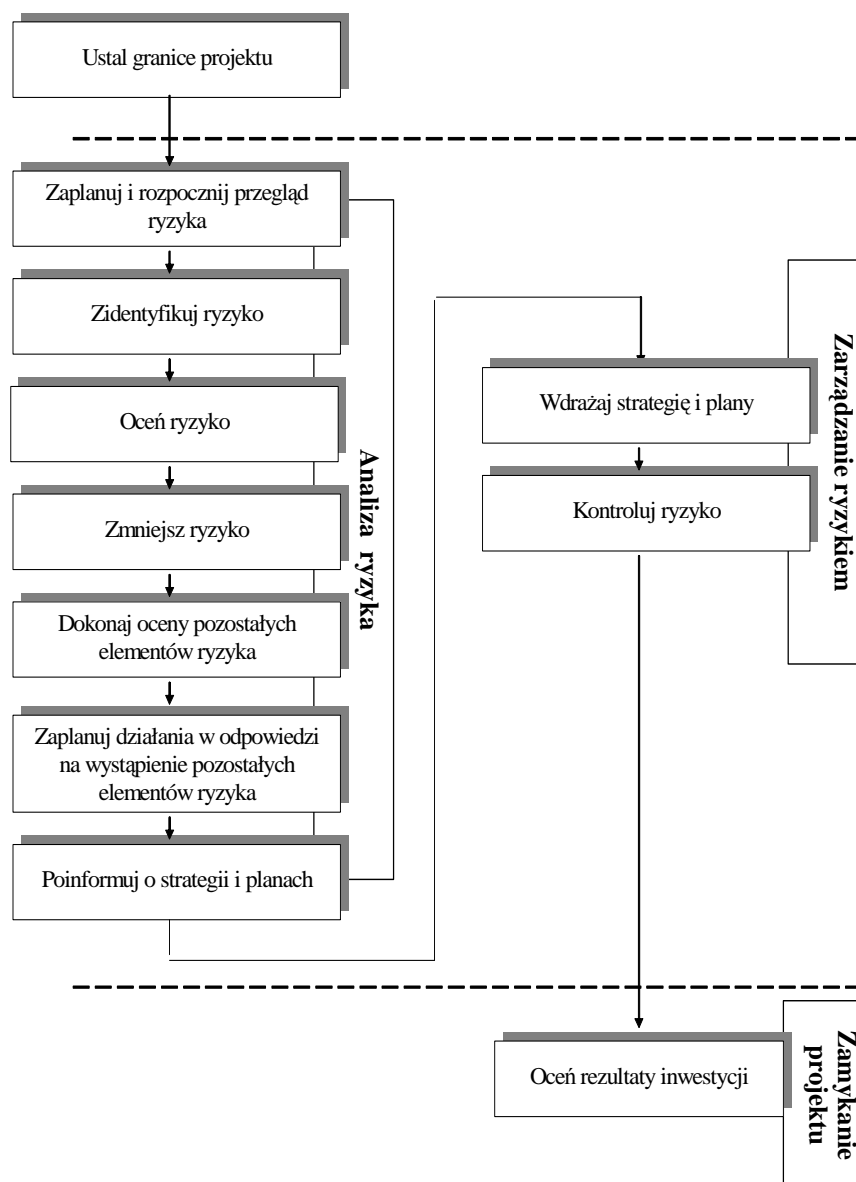 Ustal granice projektu
Zaplanuj i rozpocznij przegląd
ryzyka
Zidentyfikuj ryzyko
Oceń ryzyko
Zmniejsz ryzyko
Dokonaj oceny pozostałych
elementów ryzyka
Zaplanuj działania w odpowiedzi
na wystąpienie pozostałych
elementów ryzyka
Poinformuj o strategii i planach
Analiza ryzyka
Wdrażaj strategię i plany
Kontroluj ryzyko
Zarządzanie ryzykiem
Oceń rezultaty inwestycji
Zamykanie
projektu